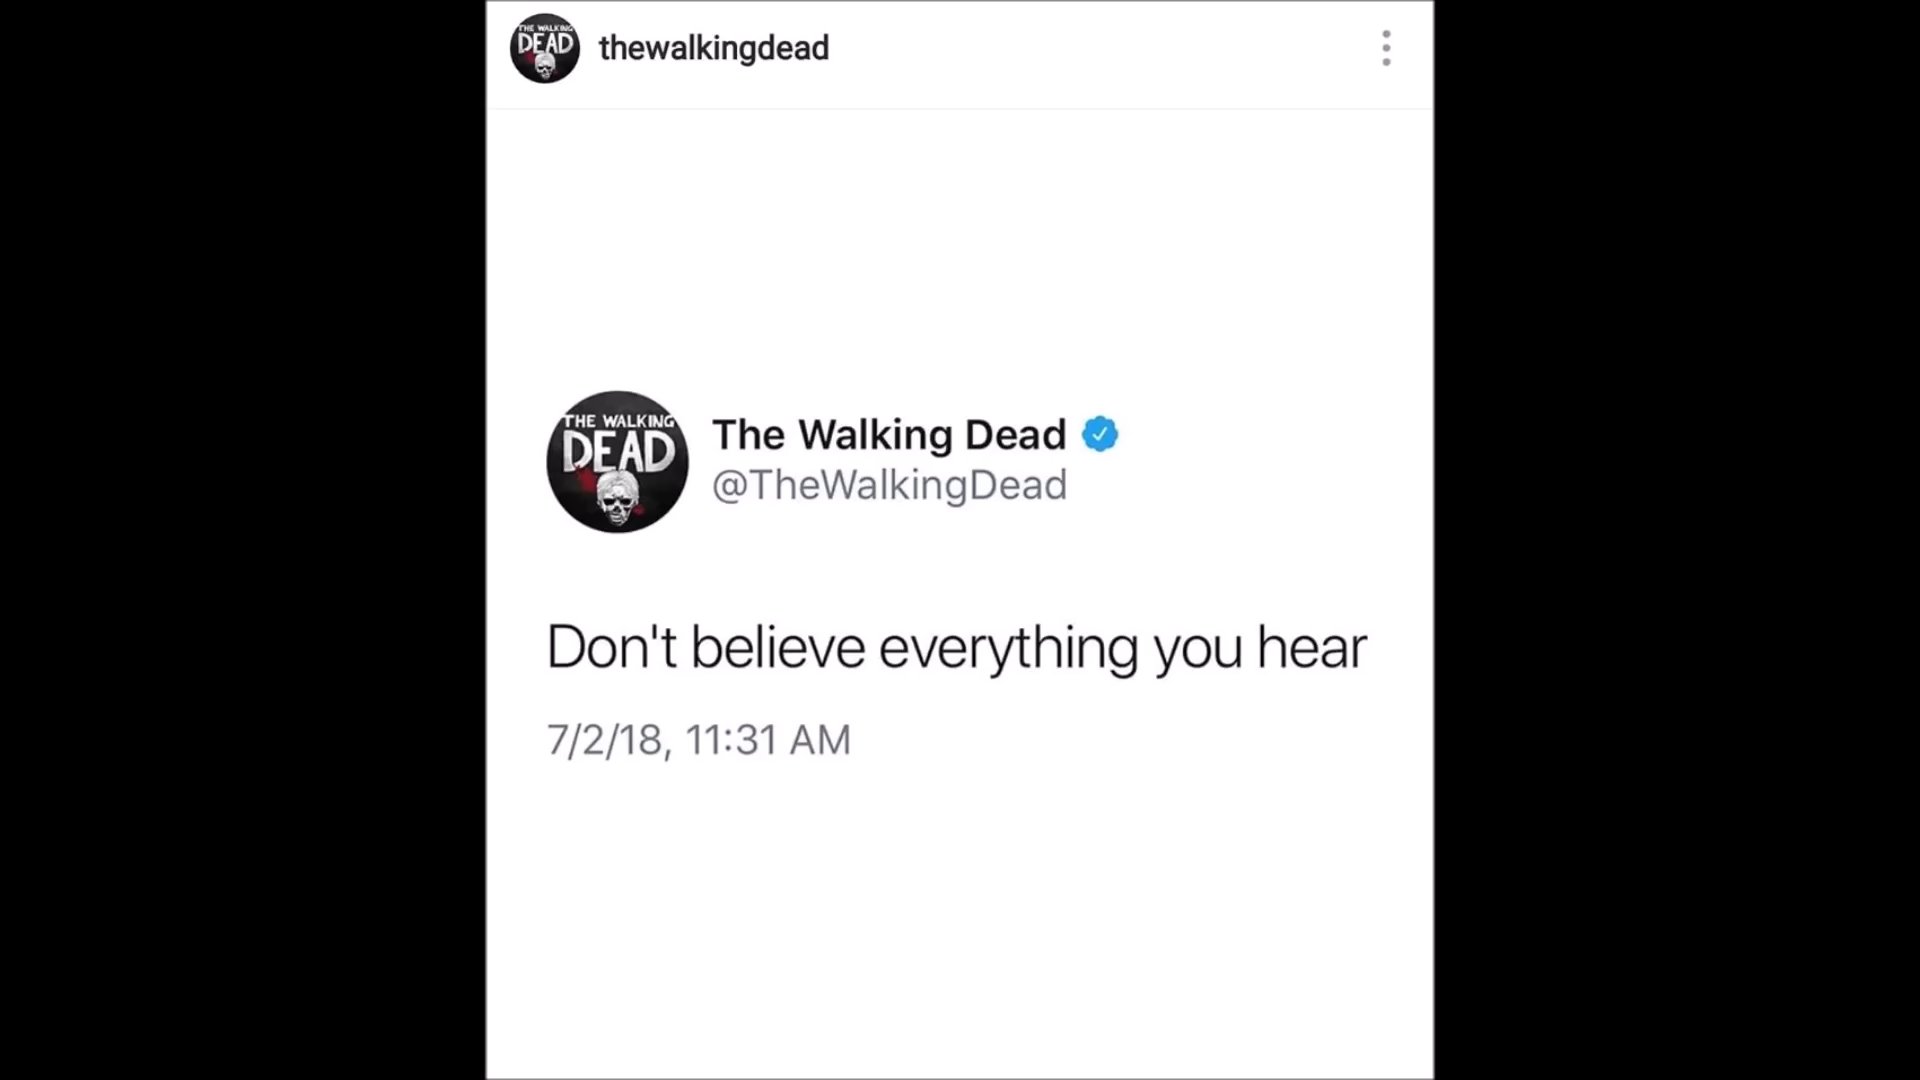 THE WALKING
DEAD
thewalkingdead
THE WALKING
DEAD
The Walking Dead
@TheWalkingDead
Don't believe everything you hear
7/2/18, 11:31 AM